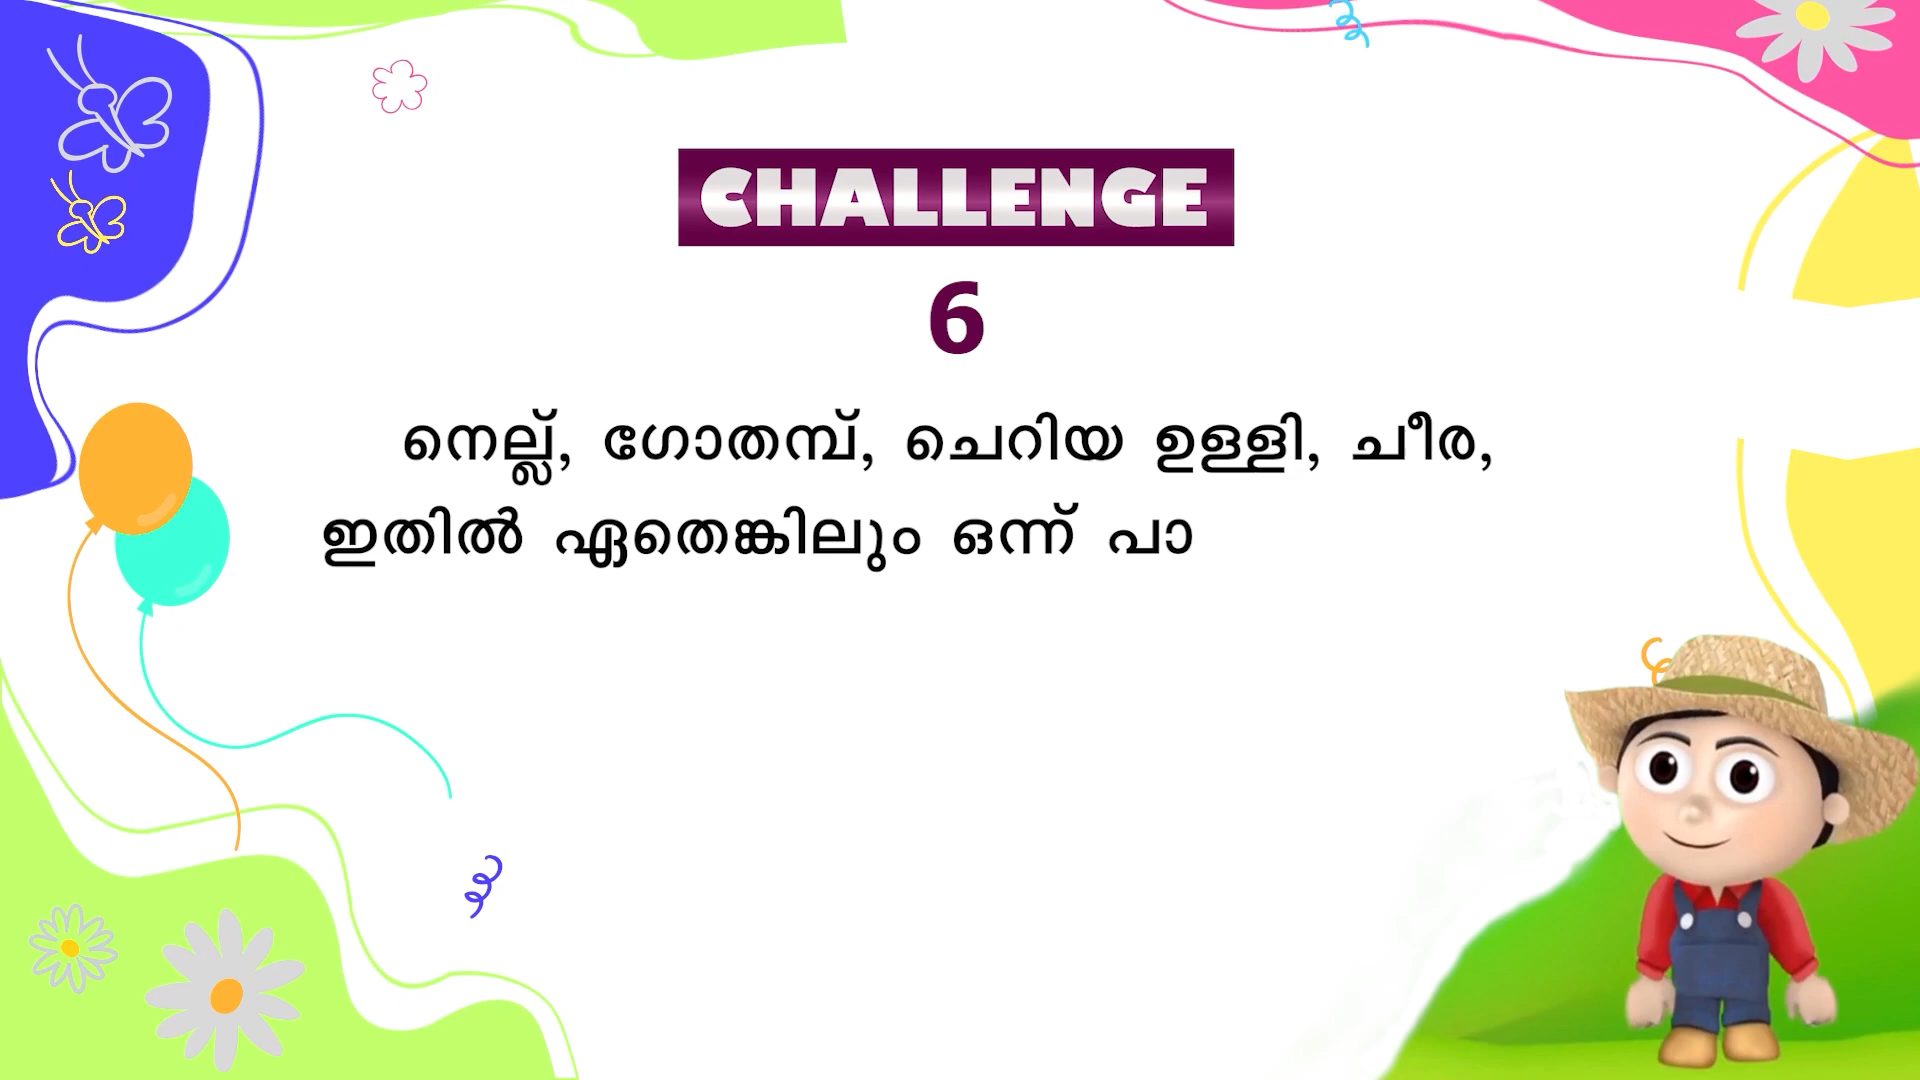 CHALLENGE
6
നെല്ല്, ഗോതമ്പ്, ചെറിയ ഉള്ളി, ചീര,
ഇതിൽ ഏതെങ്കിലും ഒന്ന് പാ